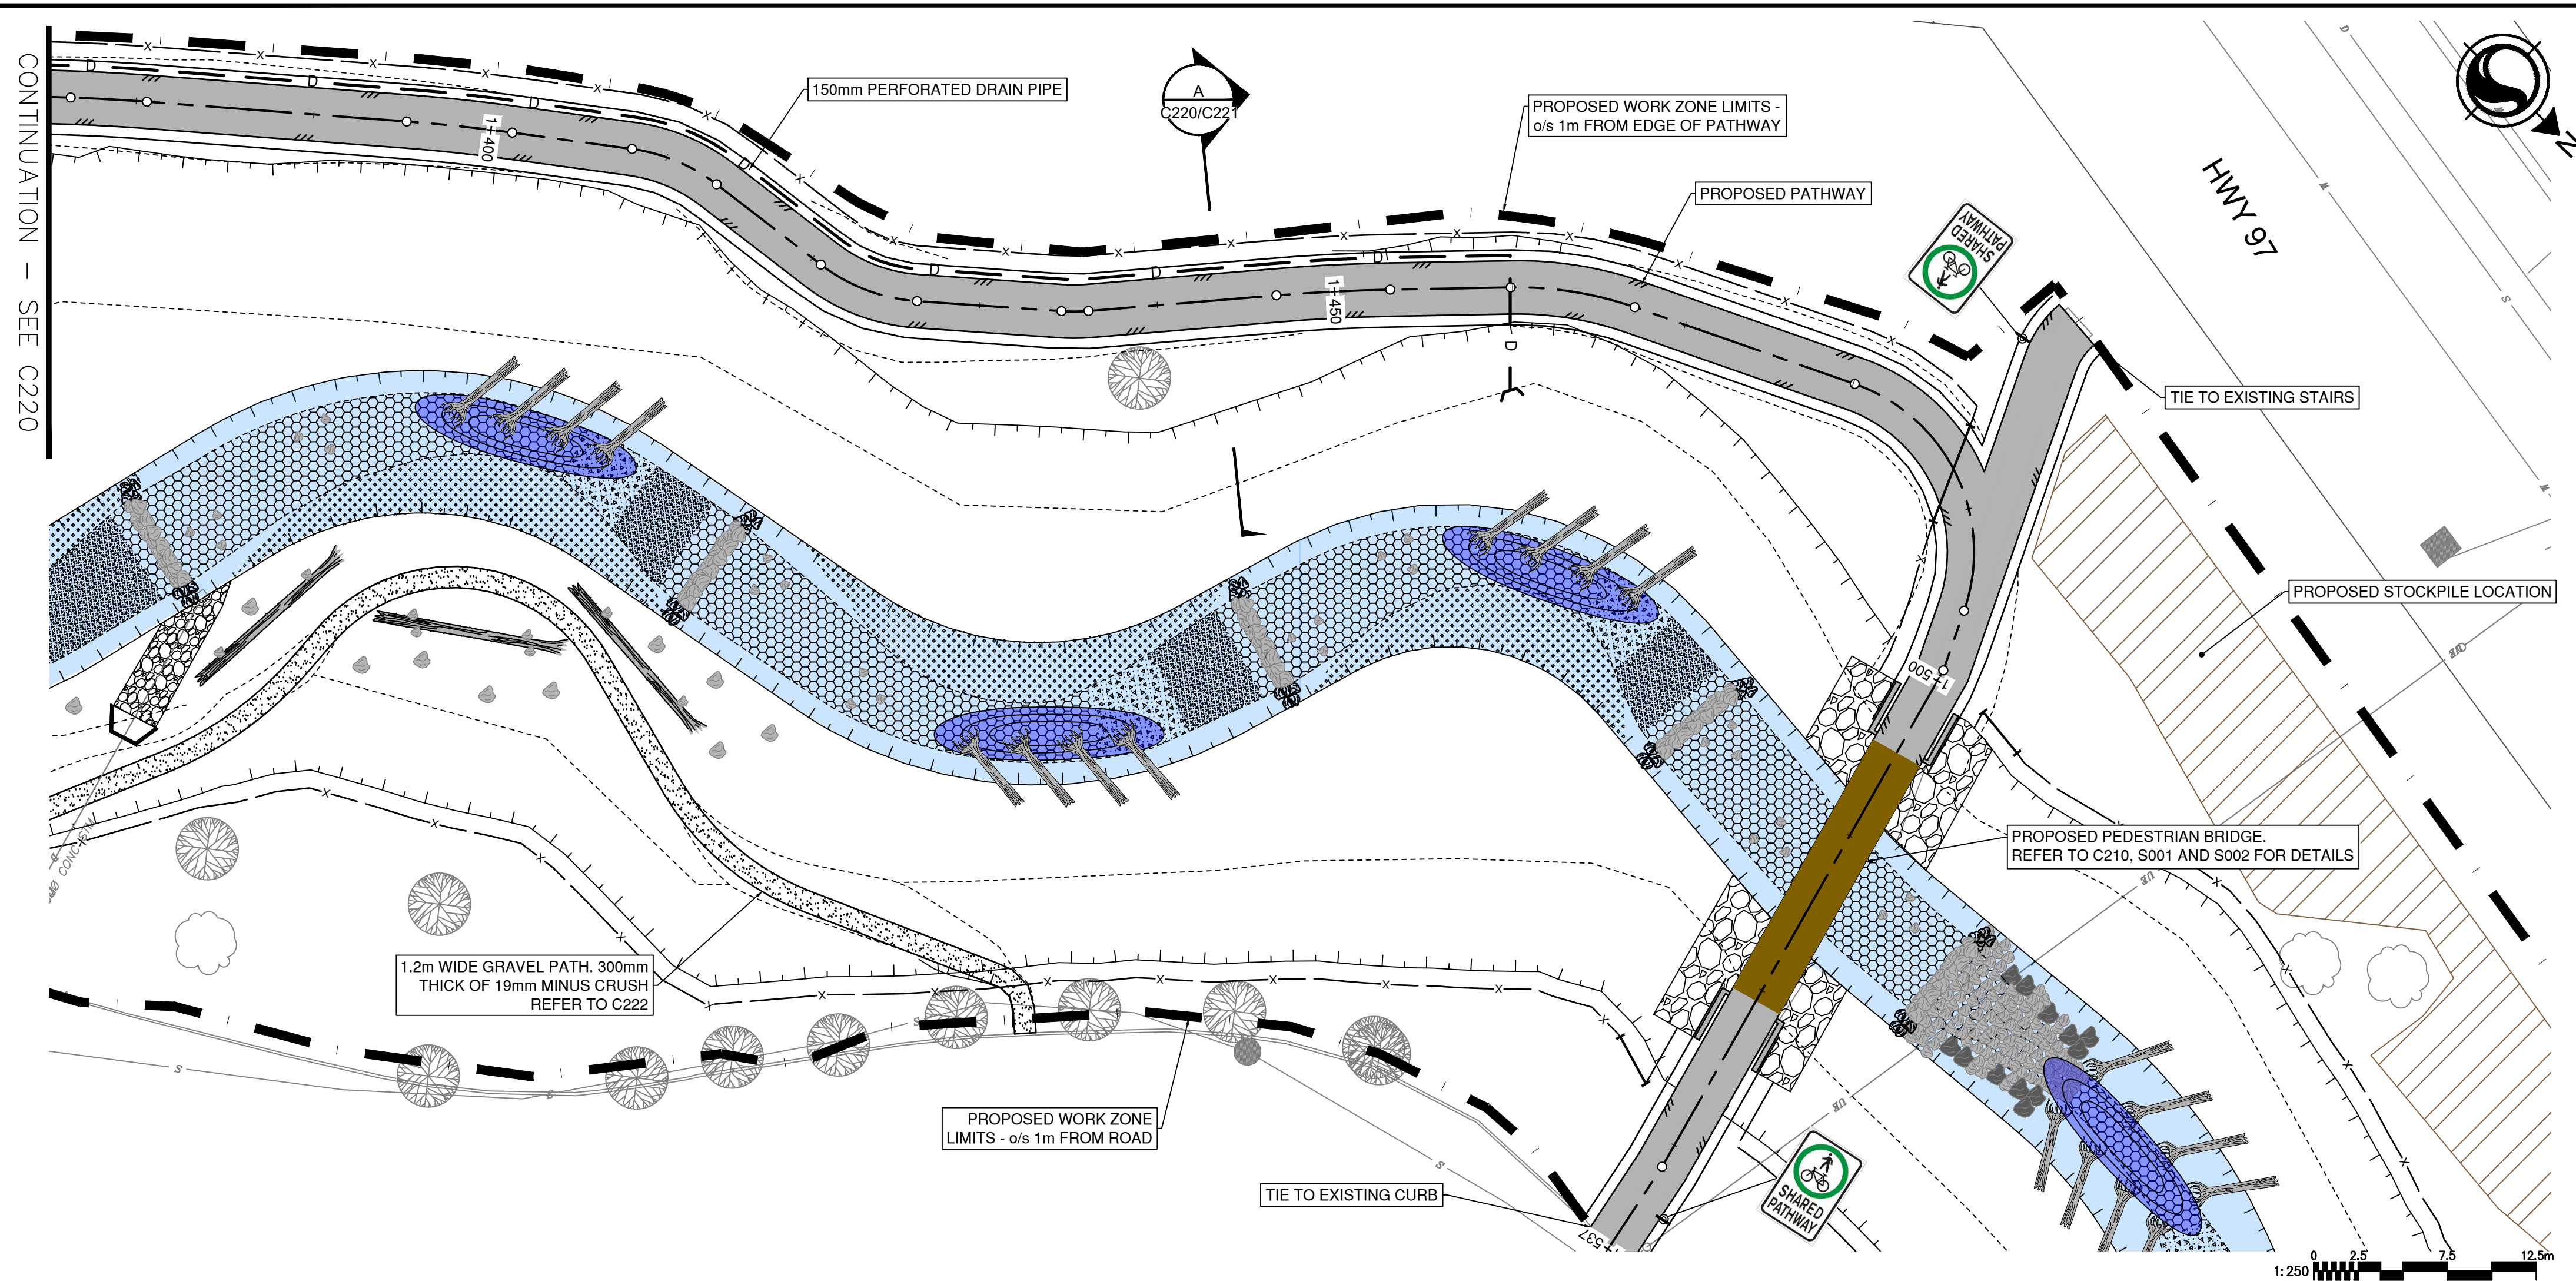 CONTINUATION — SEE C220
150mm PERFORATED DRAIN PIPE
A
C220/C221
PROPOSED WORK ZONE LIMITS -
o/s 1m FROM EDGE OF PATHWAY
PROPOSED PATHWAY
SHARED
PATHWAY
HWY 97
N
TIE TO EXISTING STAIRS
1+400
1+450
1+500
PROPOSED STOCKPILE LOCATION
PROPOSED PEDESTRIAN BRIDGE.
REFER TO C210, S001 AND S002 FOR DETAILS
1.2m WIDE GRAVEL PATH. 300mm
THICK OF 19mm MINUS CRUSH
REFER TO C222
PROPOSED WORK ZONE
LIMITS - o/s 1m FROM ROAD
TIE TO EXISTING CURB
SHARED
PATHWAY
1:250
0 2.5 7.5 12.5m